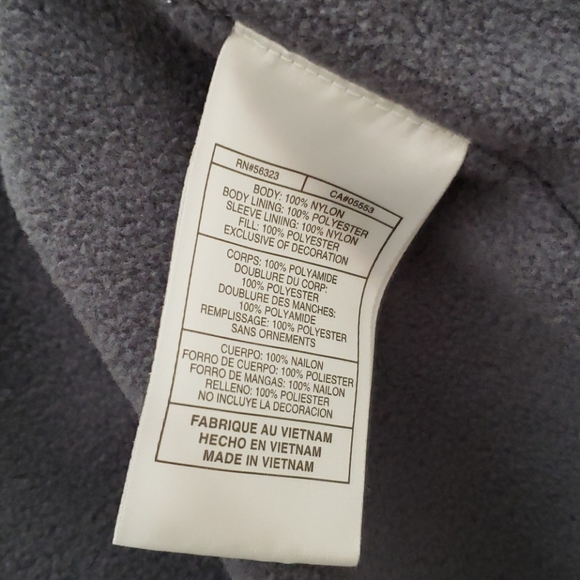 RN#56323 CA#05553
BODY: 100% NYLON
BODY LINING: 100% POLYESTER
SLEEVE LINING: 100% NYLON
FILL: 100% POLYESTER
EXCLUSIVE OF DECORATION
CORPS: 100% POLYAMIDE
DOUBLURE DU CORP:
100% POLYESTER
DOUBLURE DES MANCHES:
100% POLYAMIDE
REMPLISSAGE: 100% POLYESTER
SANS ORNEMENTS
CUERPO: 100% NAILON
FORRO DE CUERPO: 100% POLIESTER
FORRO DE MANGAS: 100% NAILON
RELLENO: 100% POLIESTER
NO INCLUYE LA DECORACION
FABRIQUE AU VIETNAM
HECHO EN VIETNAM
MADE IN VIETNAM